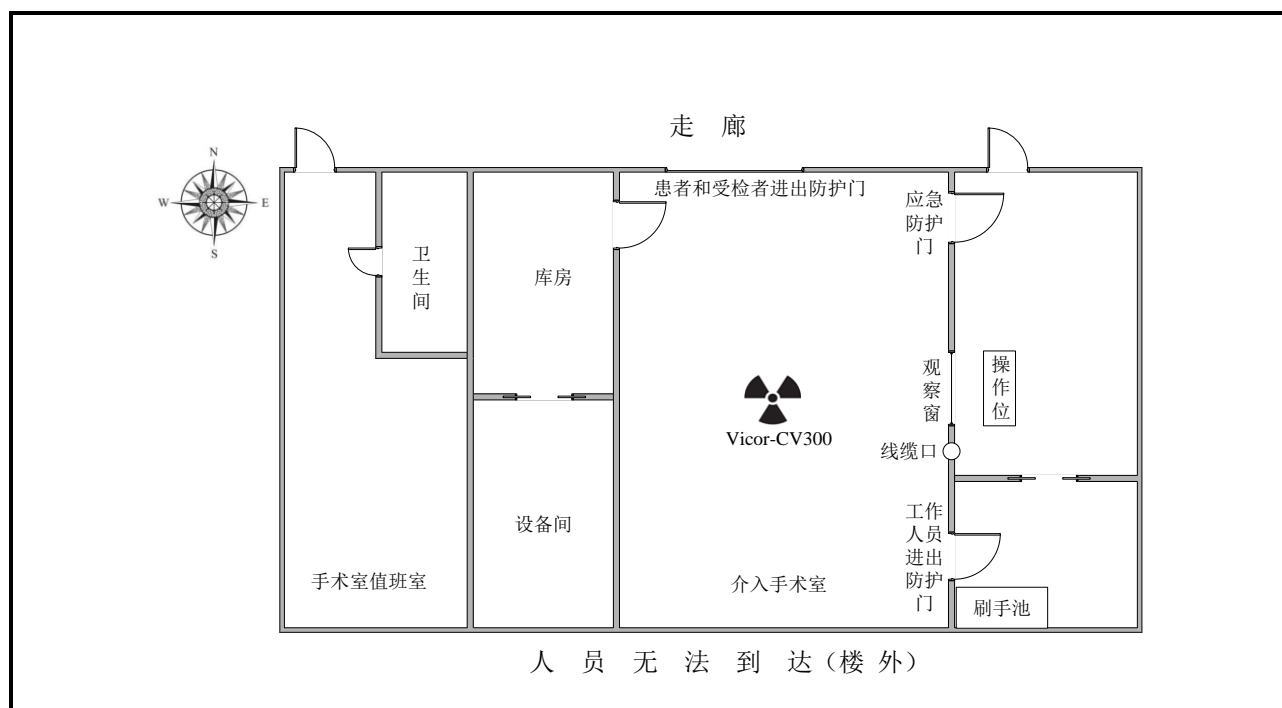 走 廊
N
W
E
S
患者和受检者进出防护门
应急
防护
门
卫
生
间
库房
观
察
窗
操
作
位
Vicor-CV300
线缆口
设备间
工作
人员
进出
防护
门
手术室值班室
介入手术室
刷手池
人 员 无 法 到 达（楼 外）